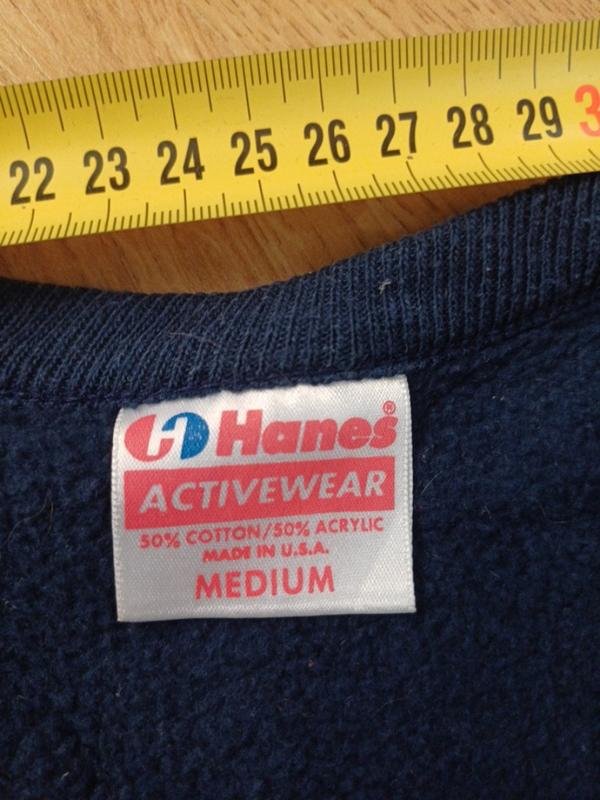 22 23 24 25 26 27 28 29 3
Hanes®
ACTIVEWEAR
50% COTTON/50% ACRYLIC
MADE IN U.S.A.
MEDIUM